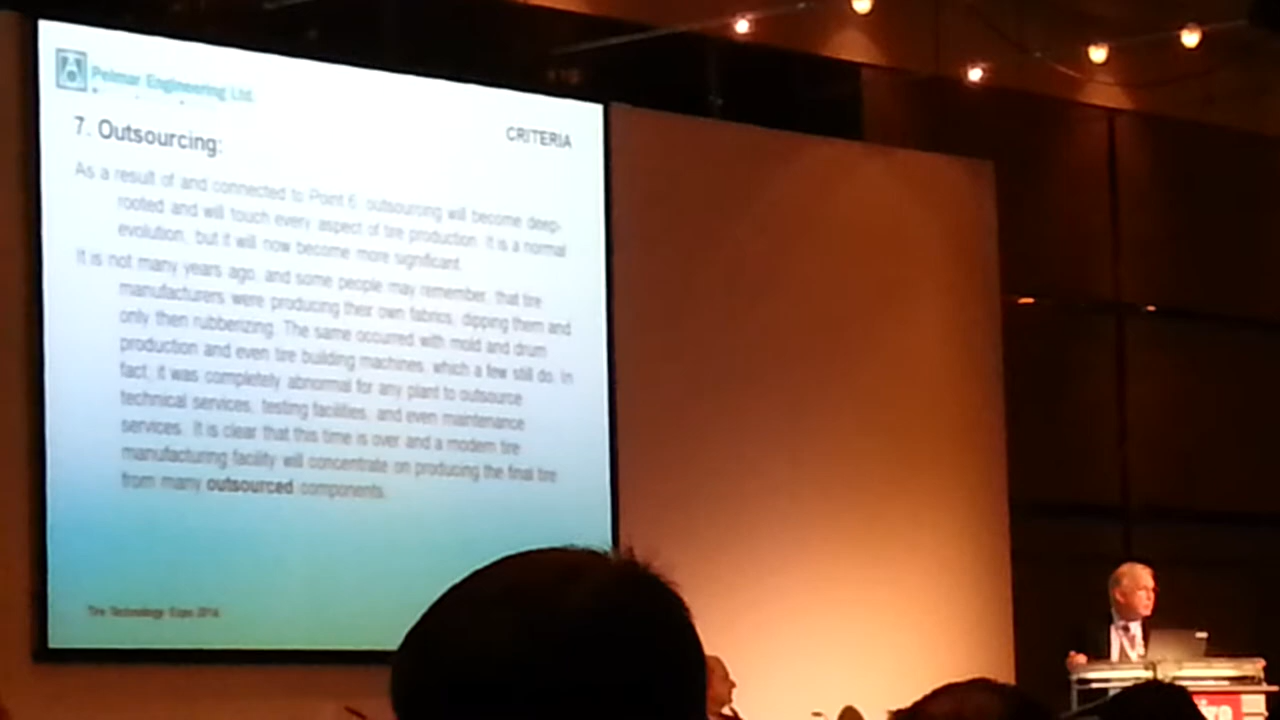 Pelmar Engineering Ltd.
7. Outsourcing:
CRITERIA
As a result of and connected to Point 6, outsourcing will become deep-
rooted and will touch every aspect of tire production. It is a normal
evolution, but it will now become more significant.
It is not many years ago, and some people may remember, that tire
manufacturers were producing their own fabrics, dipping them and
only then rubberizing. The same occurred with mold and drum
production and even tire building machines, which a few still do. In
fact, it was completely abnormal for any plant to outsource
technical services, testing facilities, and even maintenance
services. It is clear that this time is over and a modern tire
manufacturing facility will concentrate on producing the final tire
from many outsourced components.
Tire Technology Expo 2014